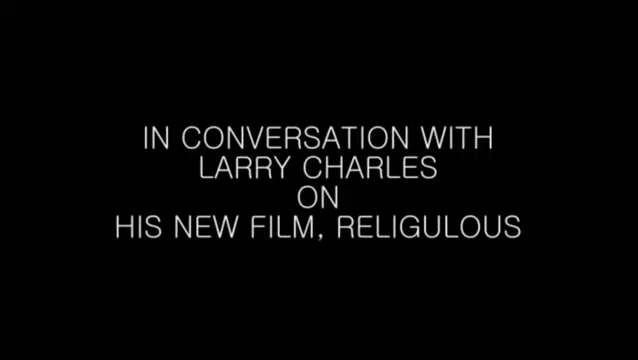 IN CONVERSATION WITH
LARRY CHARLES
ON
HIS NEW FILM, RELIGULOUS